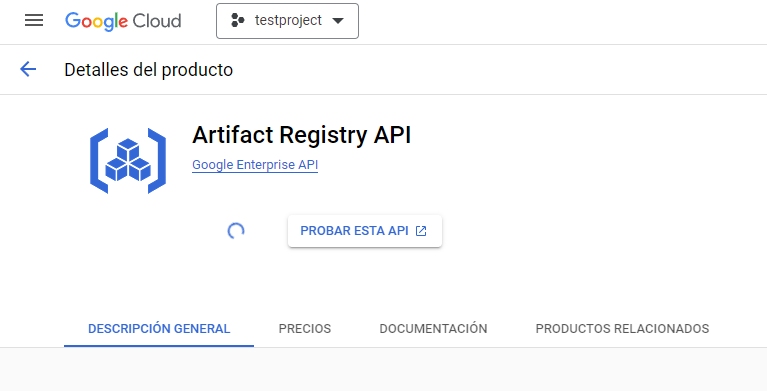 Google Cloud
testproject
Detalles del producto
Artifact Registry API
Google Enterprise API
PROBAR ESTA API
DESCRIPCIÓN GENERAL
PRECIOS
DOCUMENTACIÓN
PRODUCTOS RELACIONADOS